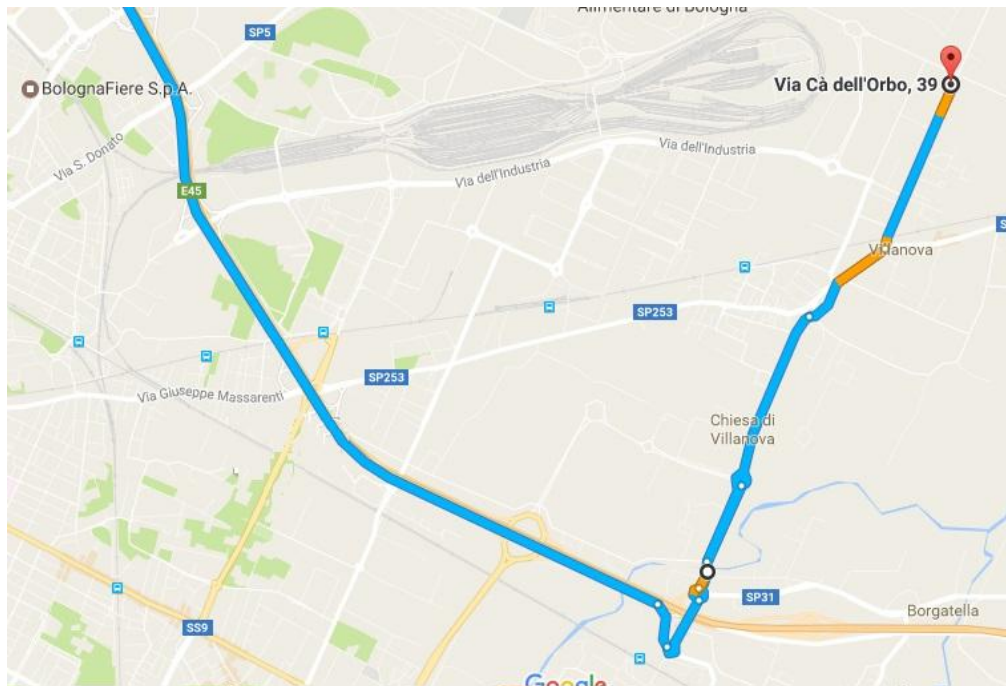 Alimentare di Bologna
SP5
BolognaFiere S.p.A.
Via Cà dell'Orbo, 39
Via S. Donato
Via dell'Industria
Via dell'Industria
E45
Villanova
SP253
SP253
Via Giuseppe Massarenti
Chiesa di
Villanova
SP31
Borgatella
SS9
Google